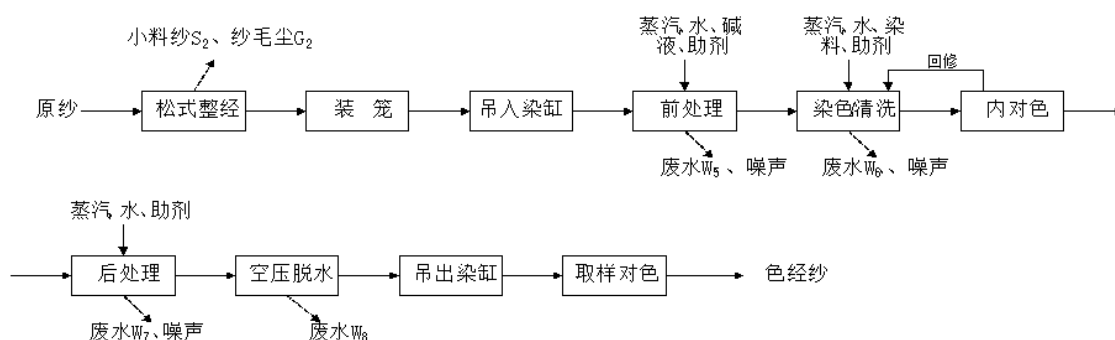 小料纱S₂、纱毛尘G₂
蒸汽、水、碱
液、助剂
蒸汽、水、染
料、助剂
回修
原纱
松式整经
装 笼
吊入染缸
前处理
染色清洗
内对色
废水W₅、噪声
废水W₆、噪声
蒸汽、水、助剂
后处理
空压脱水
吊出染缸
取样对色
色经纱
废水W₇、噪声
废水W₈